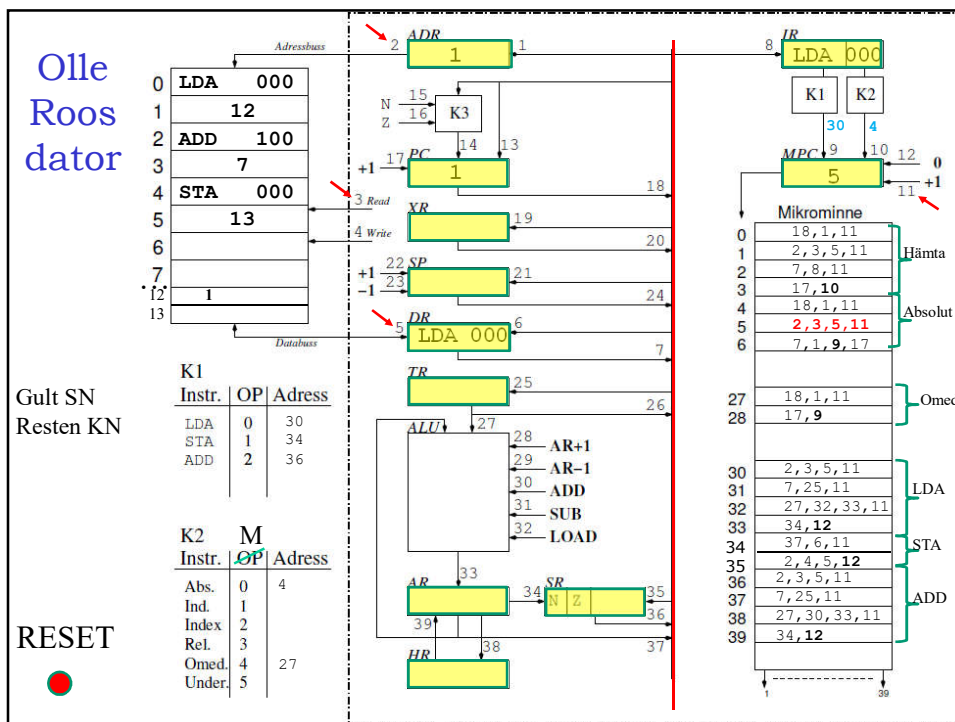 Olle
Roos
dator
Adressbuss
0 LDA 000
1 12
2 ADD 100
3 7
4 STA 000
5 13
6
7
...
12 1
13
Databuss
3 Read
4 Write
Gult SN
Resten KN
K1
Instr. OP Adress
LDA 0 30
STA 1 34
ADD 2 36
K2 M
Instr. OP Adress
Abs. 0 4
Ind. 1
Index 2
Rel. 3
Omed. 4 27
Under. 5
RESET
ADR
2 1 1
N 15
Z 16
K3
14 13
PC
+1 17 1 18
XR
19
20
SP
+1 22 21
-1 23
24
DR
5 LDA 000 6
7
TR
25
26
27
ALU
28 AR+1
29 AR-1
30 ADD
31 SUB
32 LOAD
33
AR
34 SR
N Z 35
36
37
39 38
HR
IR
8 LDA 000
K1 K2
30 4
9 10
MPC
12 0
5 +1
11
Mikrominne
0 18,1,11
1 2,3,5,11
2 7,8,11
3 17,10
Hämta
4 18,1,11
5 2,3,5,11
6 7,1,9,17
Absolut
27 18,1,11
28 17,9
Omed
30 2,3,5,11
31 7,25,11
32 27,32,33,11
33 34,12
LDA
34 37,6,11
35 2,4,5,12
STA
36 2,3,5,11
37 7,25,11
38 27,30,33,11
39 34,12
ADD
1 39